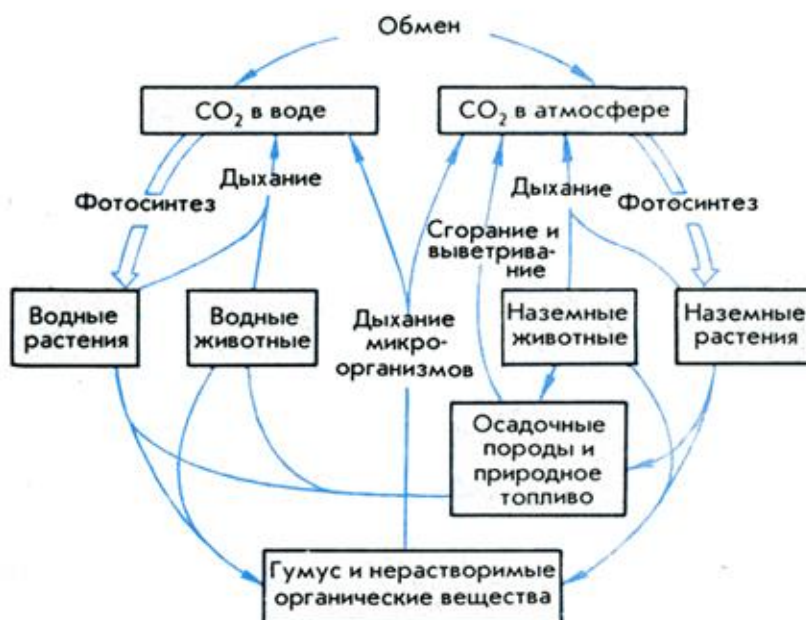 Обмен
CO₂ в воде
CO₂ в атмосфере
Дыхание
Дыхание
Фотосинтез
Фотосинтез
Сгорание и
выветрива-
ние
Водные
растения
Водные
животные
Дыхание
микро-
организмов
Наземные
животные
Наземные
растения
Осадочные
породы и
природное
топливо
Гумус и нерастворимые
органические вещества